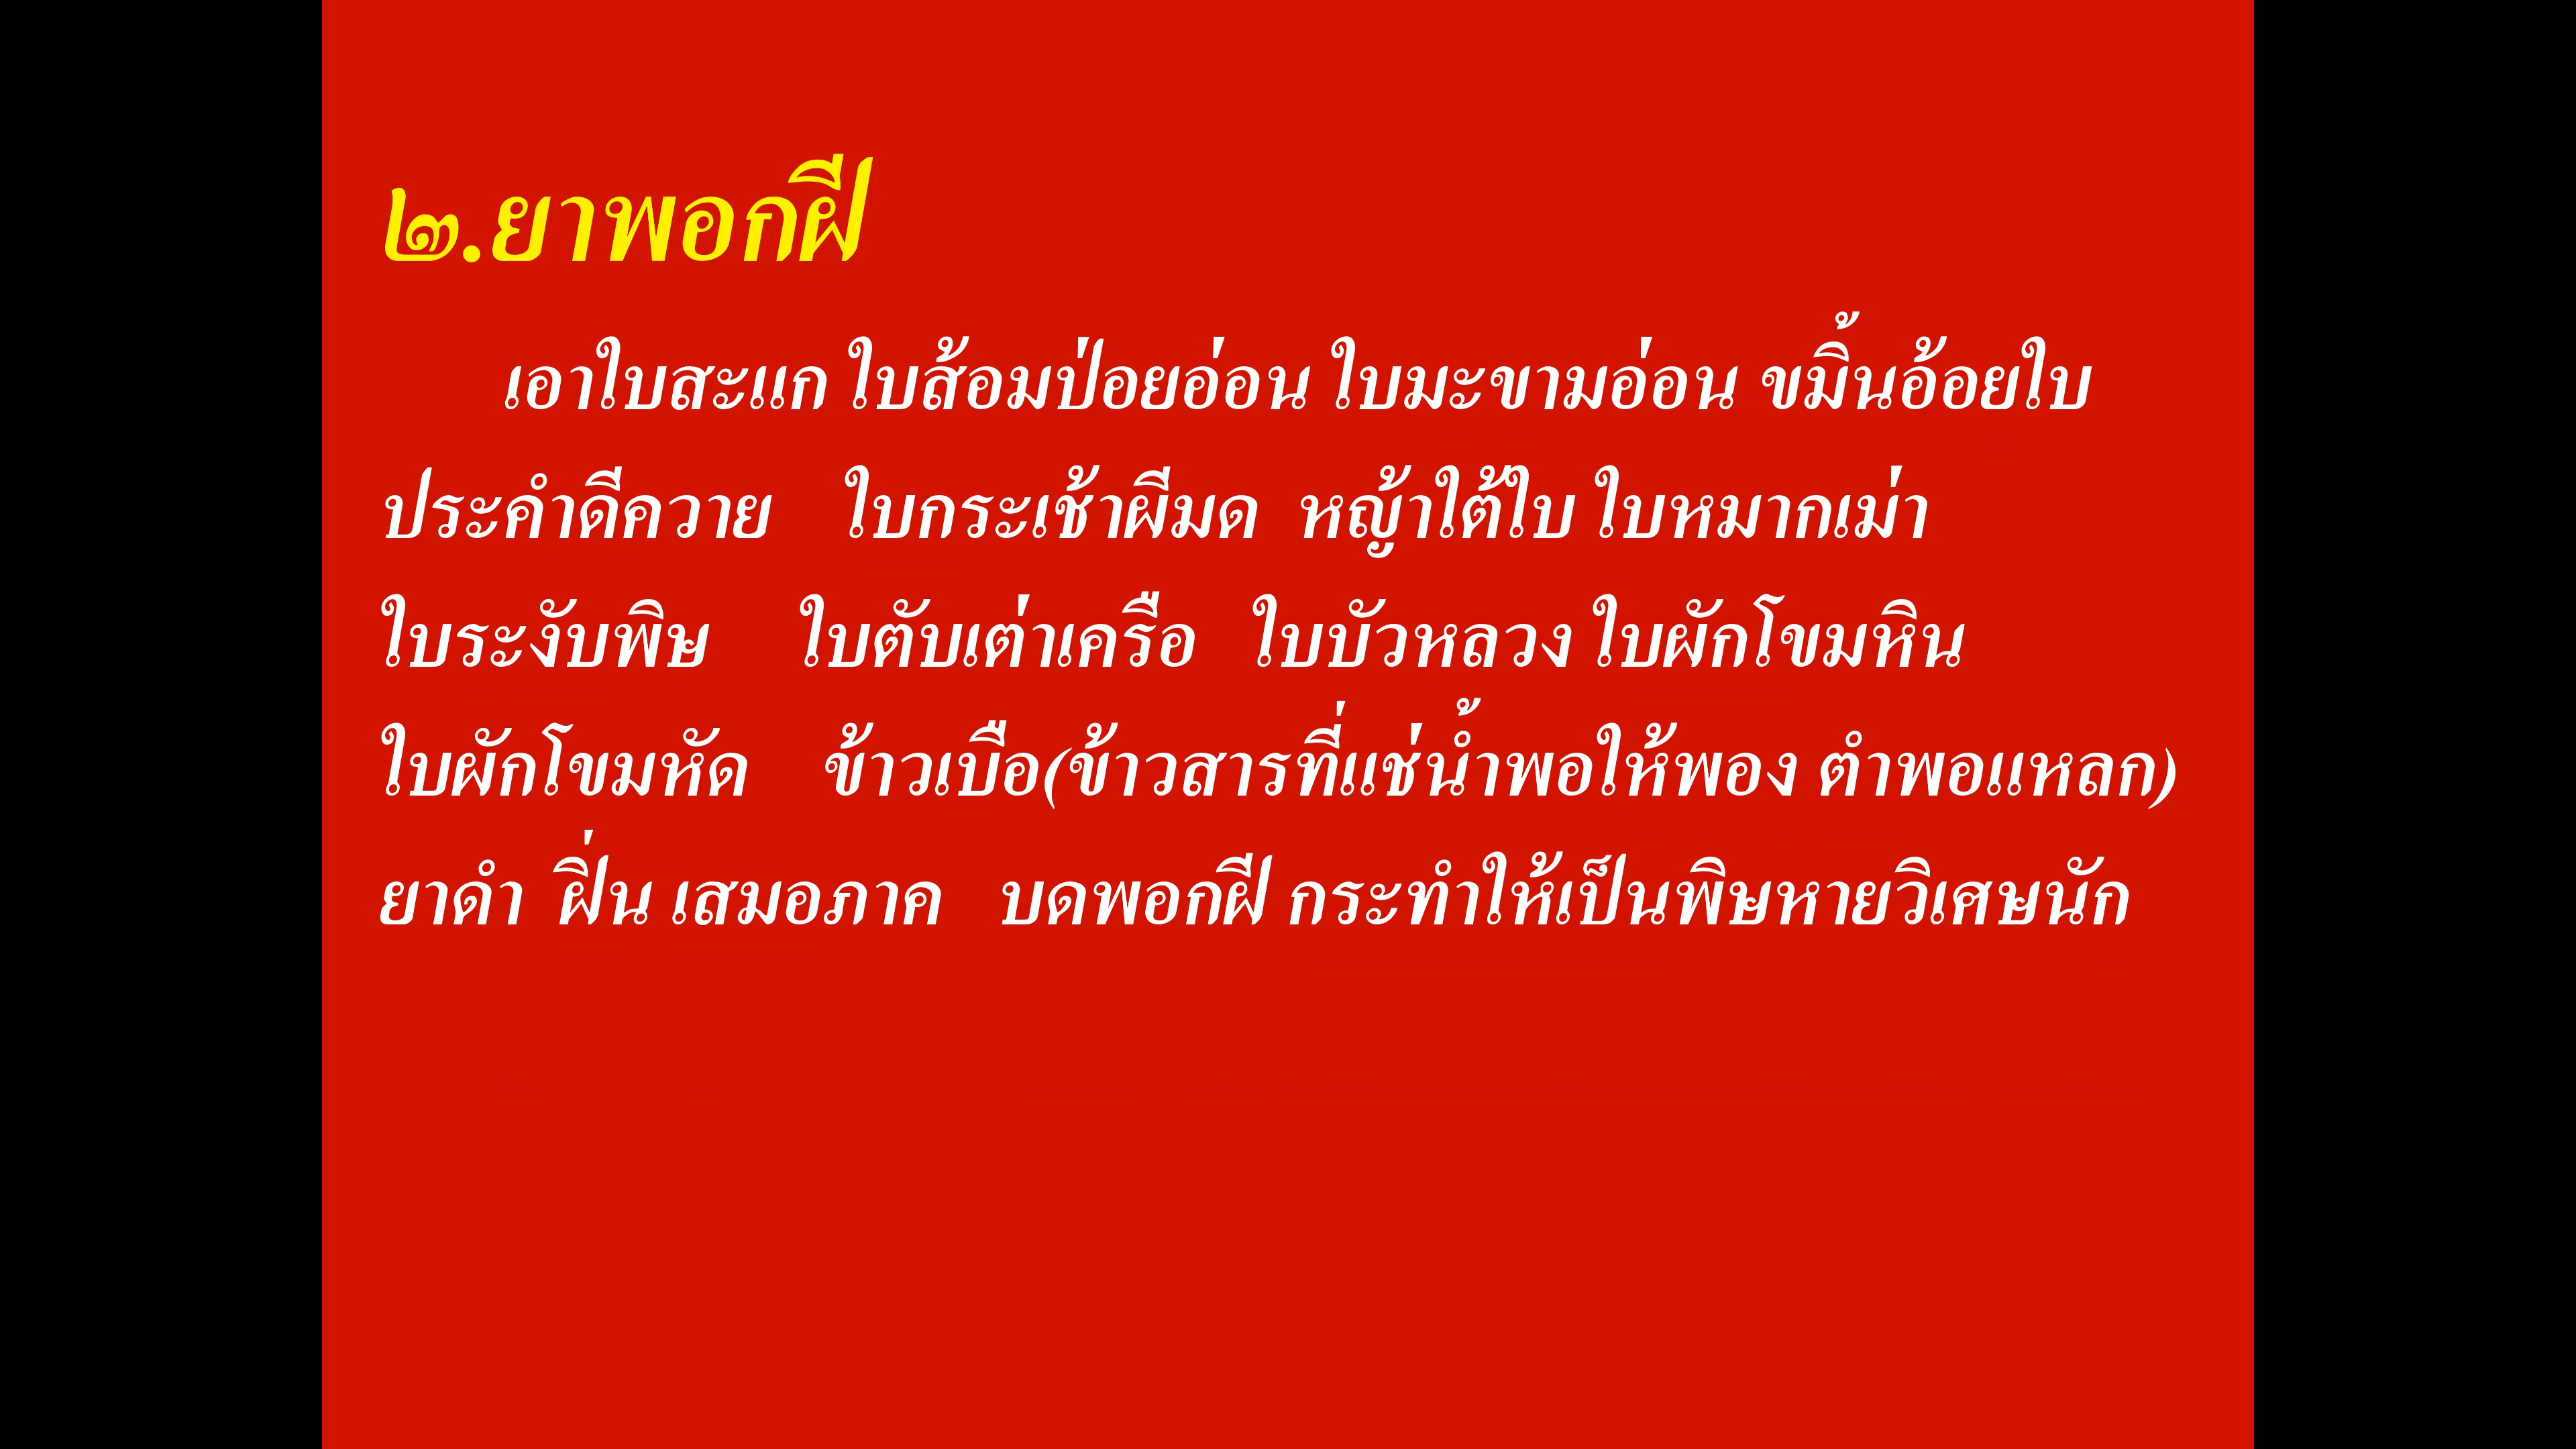 ๒.ยาพอกฝี
เอาใบสะแก ใบส้อมป่อยอ่อน ใบมะขามอ่อน ขมิ้นอ้อยใบ
ประคำดีควาย ใบกระเช้าผีมด หญ้าใต้ใบ ใบหมากเม่า
ใบระงับพิษ ใบตับเต่าเครือ ใบบัวหลวง ใบผักโขมหิน
ใบผักโขมหัด ข้าวเบือ(ข้าวสารที่แช่น้ำพอให้พอง ตำพอแหลก)
ยาดำ ฝิ่น เสมอภาค บดพอกฝี กระทำให้เป็นพิษหายวิเศษนัก